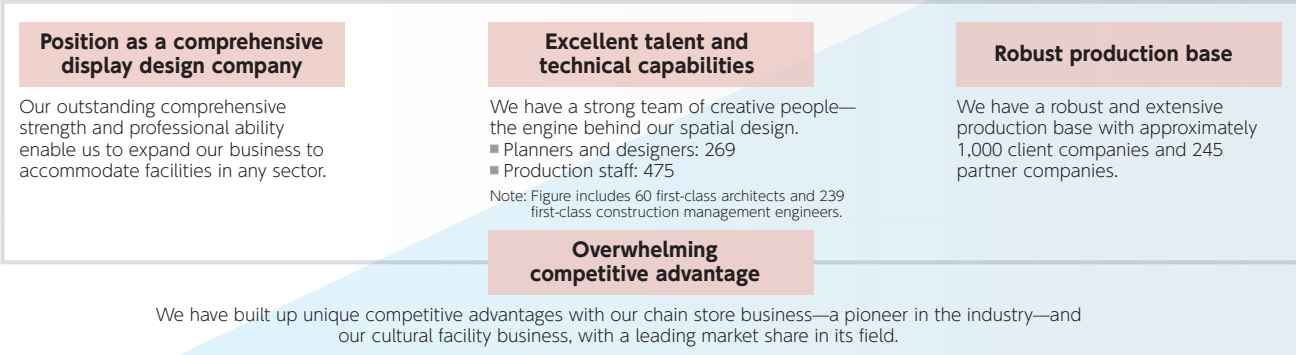 Position as a comprehensive
display design company
Our outstanding comprehensive
strength and professional ability
enable us to expand our business to
accommodate facilities in any sector.
Excellent talent and
technical capabilities
We have a strong team of creative people—
the engine behind our spatial design.
■ Planners and designers: 269
■ Production staff: 475
Note: Figure includes 60 first-class architects and 239
first-class construction management engineers.
Robust production base
We have a robust and extensive
production base with approximately
1,000 client companies and 245
partner companies.
Overwhelming
competitive advantage
We have built up unique competitive advantages with our chain store business—a pioneer in the industry—and
our cultural facility business, with a leading market share in its field.